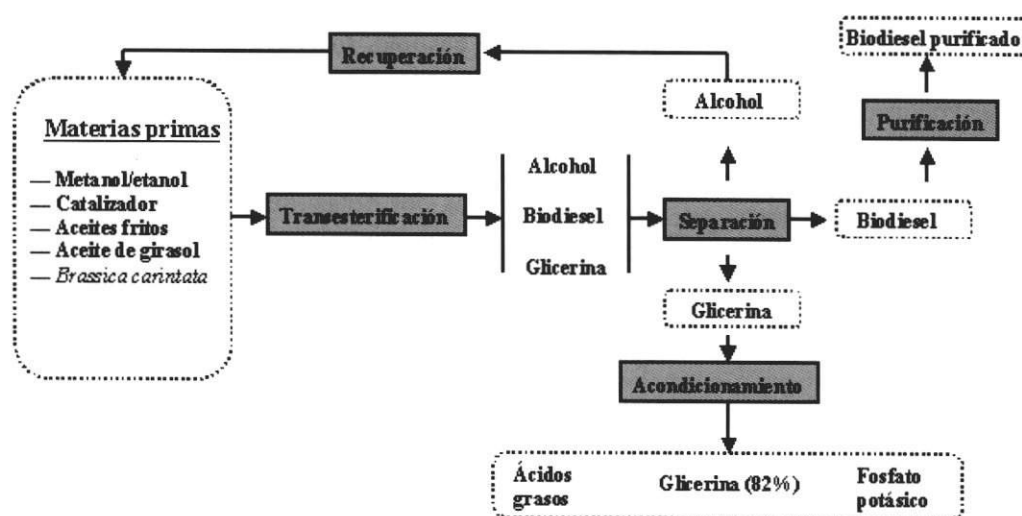 Biodiesel purificado
Recuperación
Alcohol
Purificación
Materias primas
— Metanol/etanol
— Catalizador
— Aceites fritos
— Aceite de girasol
— Brassica carintata
Transesterificación
Alcohol
Biodiesel
Glicerina
Separación
Biodiesel
Glicerina
Acondicionamiento
Ácidos
grasos
Glicerina (82%)
Fosfato
potásico